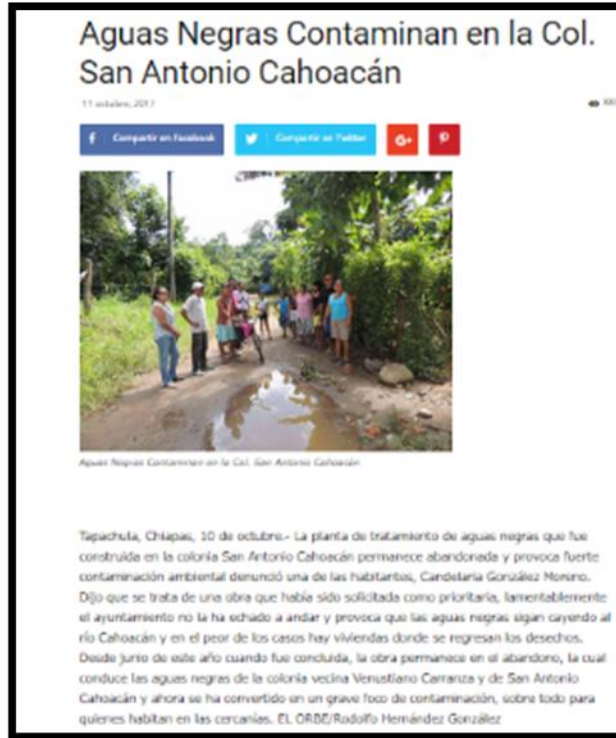 Aguas Negras Contaminan en la Col.
San Antonio Cahoacán
11 octubre, 2017
Compartir en Facebook
Compartir en Twitter
G+
Aguas Negras Contaminan en la Col. San Antonio Cahoacán
Tapachula, Chiapas, 10 de octubre.- La planta de tratamiento de aguas negras que fue
construida en la colonia San Antonio Cahoacán permanece abandonada y provoca fuerte
contaminación ambiental denunció una de las habitantes, Candelaria González Moreno.
Dijo que se trata de una obra que había sido solicitada como prioritaria, lamentablemente
el ayuntamiento no la ha echado a andar y provoca que las aguas negras sigan cayendo al
río Cahoacán y en el peor de los casos hay viviendas donde se regresan los desechos.
Desde junio de este año cuando fue concluida, la obra permanece en el abandono, la cual
conduce las aguas negras de la colonia vecina Venustiano Carranza y de San Antonio
Cahoacán y ahora se ha convertido en un grave foco de contaminación, sobre todo para
quienes habitan en las cercanías. EL ORBE/Rodolfo Hernández González